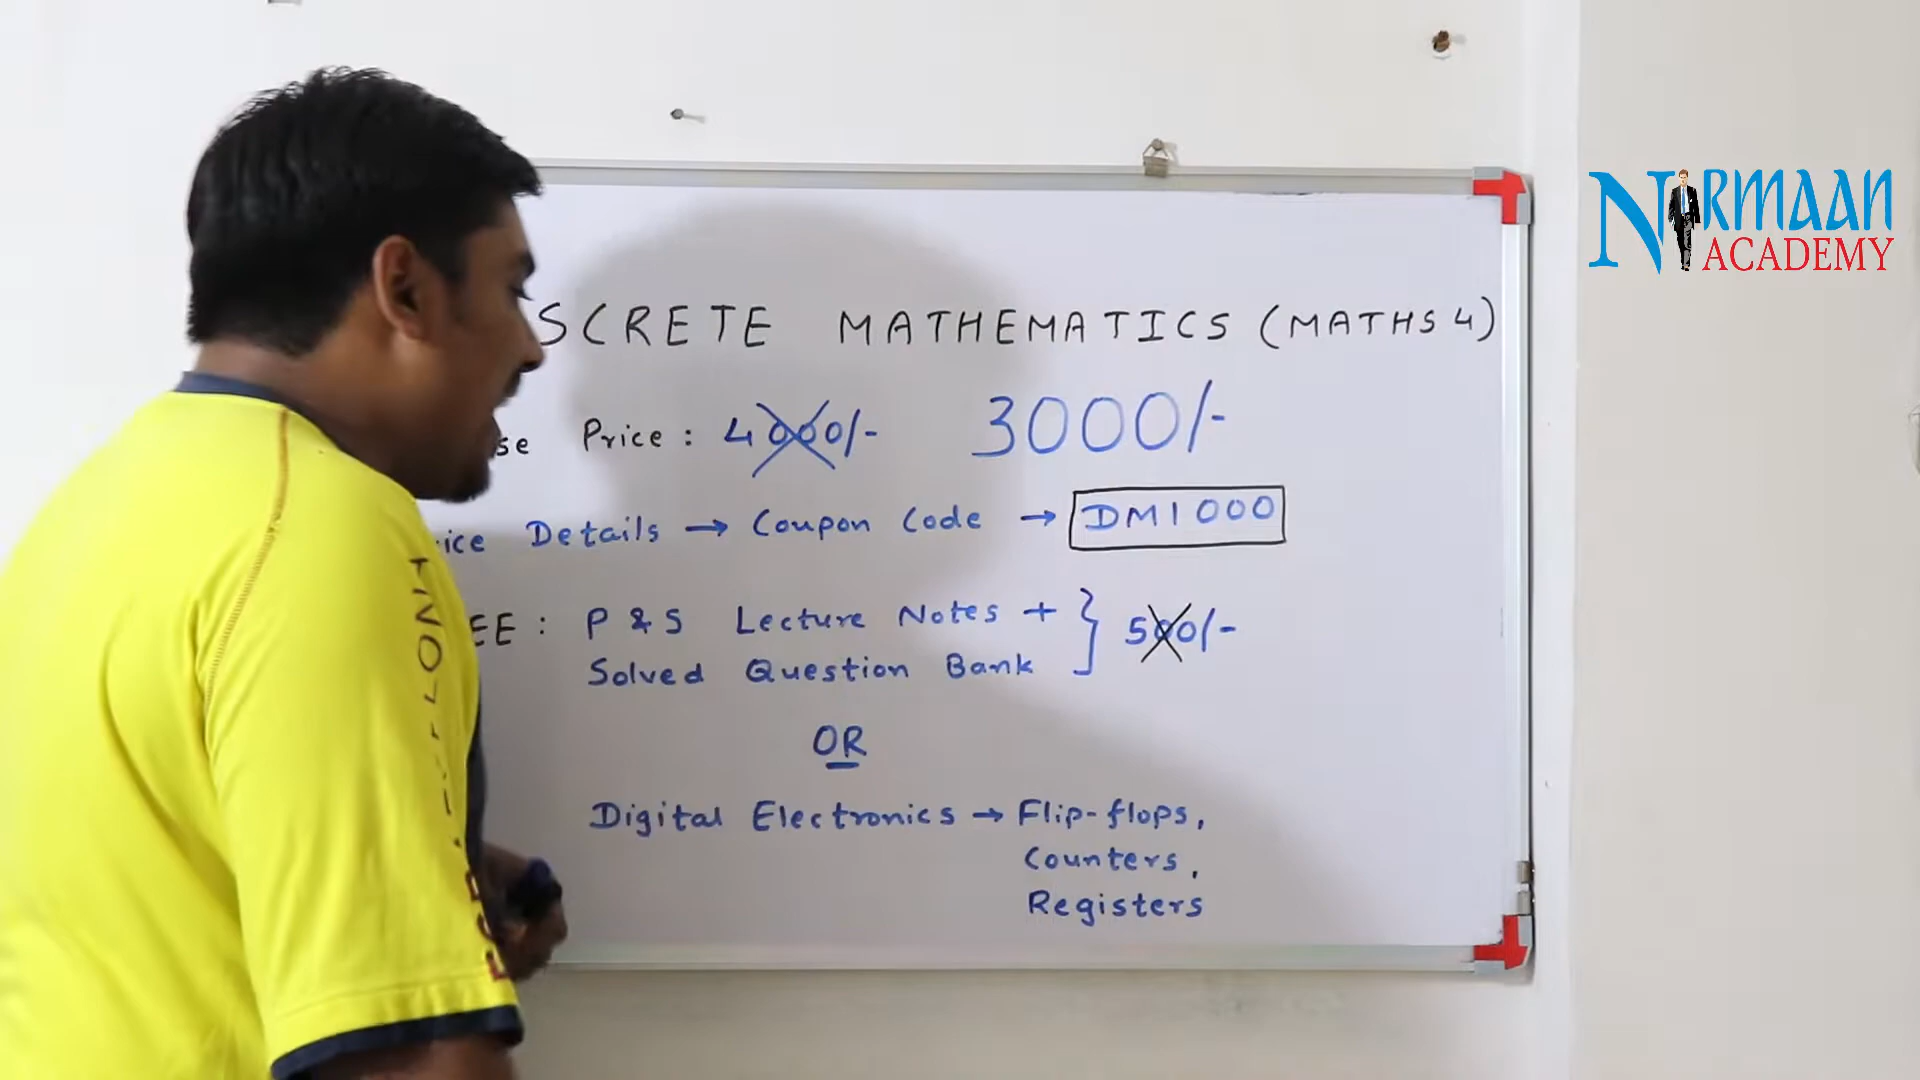 NIRMAAN
ACADEMY
SCRETE MATHEMATICS (MATHS 4)
se Price : 4000/- 3000/-
ice Details → Coupon Code → DM1000
EE : P & S Lecture Notes +
Solved Question Bank } 500/-
OR
Digital Electronics → Flip-flops,
Counters,
Registers